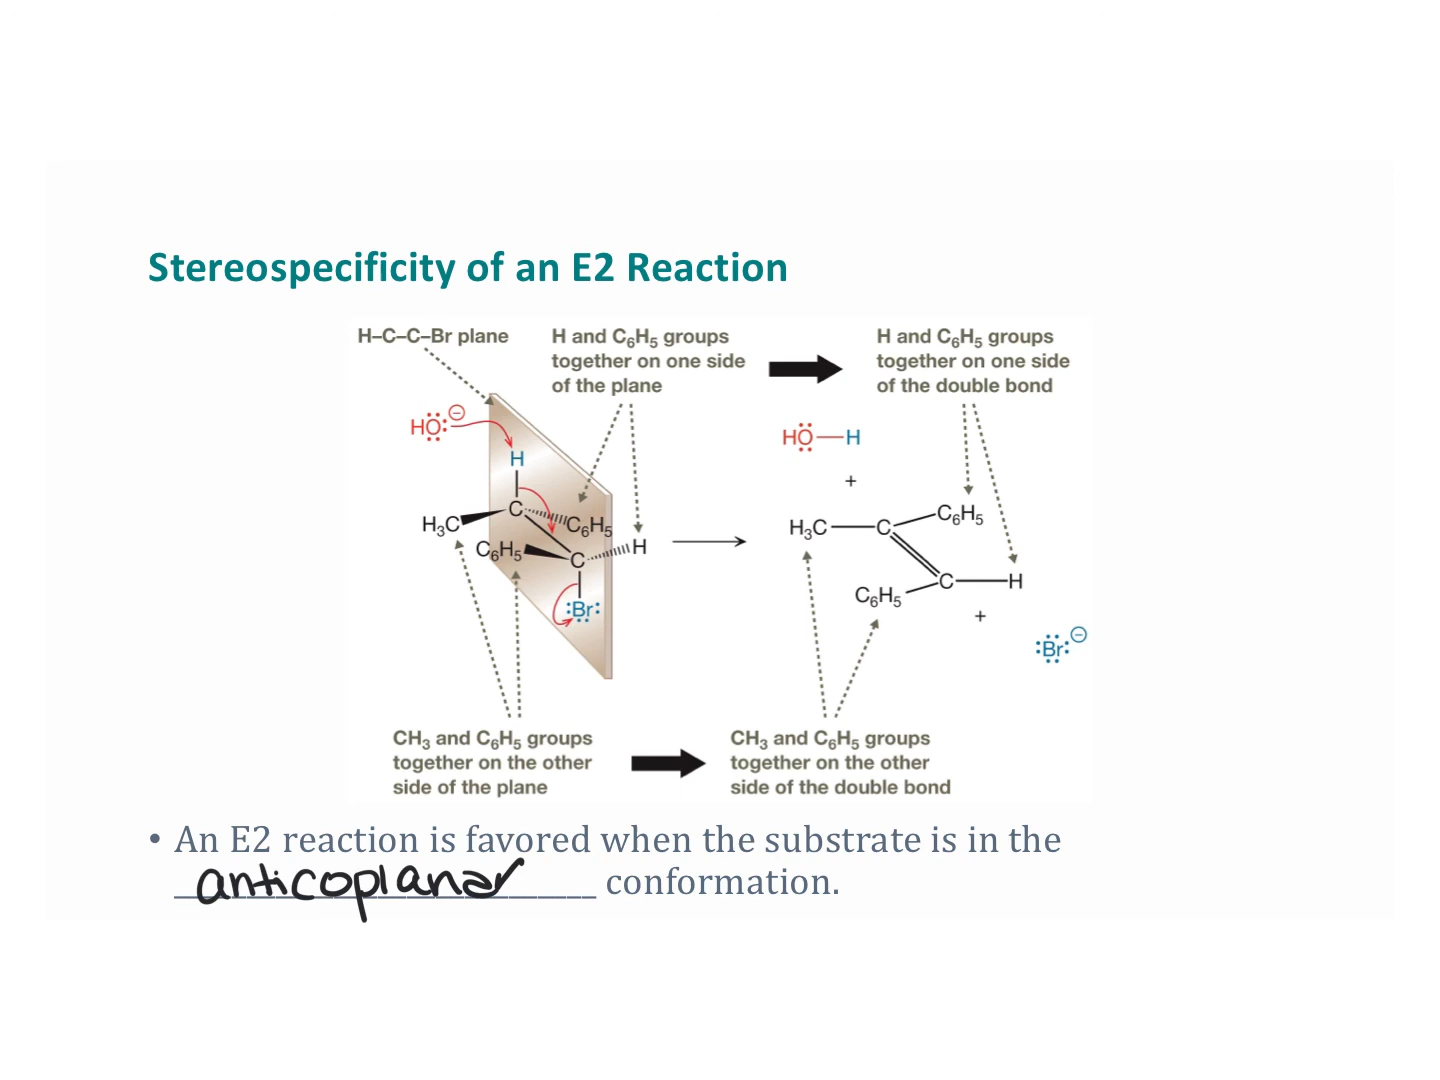 Stereospecificity of an E2 Reaction
H–C–C–Br plane
H and C₆H₅ groups
together on one side
of the plane
H and C₆H₅ groups
together on one side
of the double bond
HÖ:⊖
H
H₃C
C
C₆H₅
C₆H₅
C
H
:Br:
HÖ—H
+
H₃C—C
C₆H₅
C₆H₅
C—H
+
:Br:⊖
CH₃ and C₆H₅ groups
together on the other
side of the plane
CH₃ and C₆H₅ groups
together on the other
side of the double bond
• An E2 reaction is favored when the substrate is in the
anticoplanar conformation.